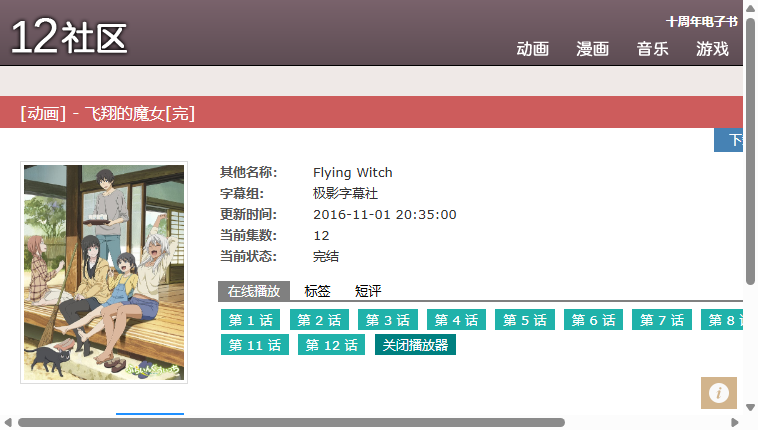 十周年电子书
12社区
动画 漫画 音乐 游戏
[动画] - 飞翔的魔女[完]
下
其他名称: Flying Witch
字幕组: 极影字幕社
更新时间: 2016-11-01 20:35:00
当前集数: 12
当前状态: 完结
在线播放 标签 短评
第 1 话 第 2 话 第 3 话 第 4 话 第 5 话 第 6 话 第 7 话 第 8
第 11 话 第 12 话 关闭播放器
i